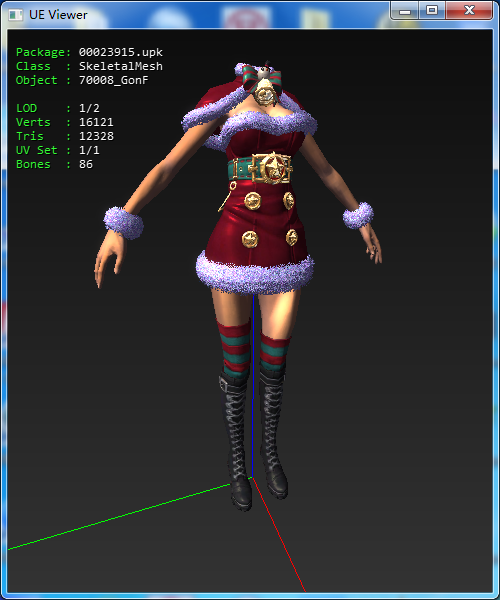 UE Viewer
Package: 00023915.upk
Class : SkeletalMesh
Object : 70008_GonF
LOD : 1/2
Verts : 16121
Tris : 12328
UV Set : 1/1
Bones : 86